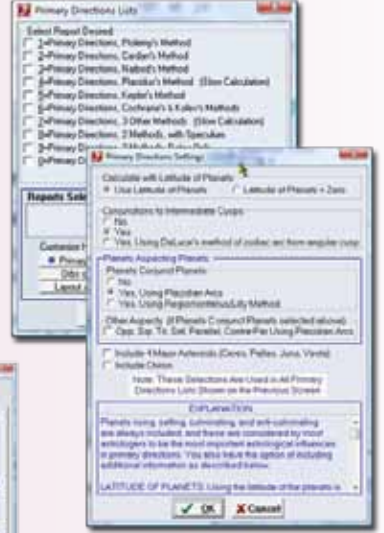 Primary Directions Lists
Select Report Desired
1=Primary Directions, Ptolemy's Method
2=Primary Directions, Cardan's Method
3=Primary Directions, Naibod's Method
4=Primary Directions, Placidus's Method (Slow Calculation)
5=Primary Directions, Kepler's Method
6=Primary Directions, Cochrane's & Kolev's Methods
7=Primary Directions, 3 Other Methods (Slow Calculation)
8=Primary Directions, 2 Methods, with Speculum
Primary Directions
Primary D
Reports Sele
Customize
Primary
Orbs
Layout
Primary Directions Settings
Calculate with Latitude of Planets
Use Latitude of Planets
Latitude of Planets = Zero
Conjunctions to Intermediate Cusps
No
Yes
Yes, Using DeLuce's method of zodiac arc from angular cusp
Planets Aspecting Planets
Planets Conjunct Planets
No
Yes, Using Placidian Arcs
Yes, Using Regiomontanus/Lilly Method
Other Aspects (If Planets Conjunct Planets selected above)
Opp, Sqr, Tri, Sxt, Parallel, Contra-Par Using Placidian Arcs
Include 4 Major Asteroids (Ceres, Pallas, Juno, Vesta)
Include Chiron
Note: These Selections Are Used in All Primary
Directions Lists Shown on the Previous Screen
EXPLANATION
Planets rising, setting, culminating, and anti-culminating
are always included, and these are considered by most
astrologers to be the most important astrological influences
in primary directions. You also have the option of including
additional information as described below.
LATITUDE OF PLANETS: Using the latitude of the planets is
OK
Cancel